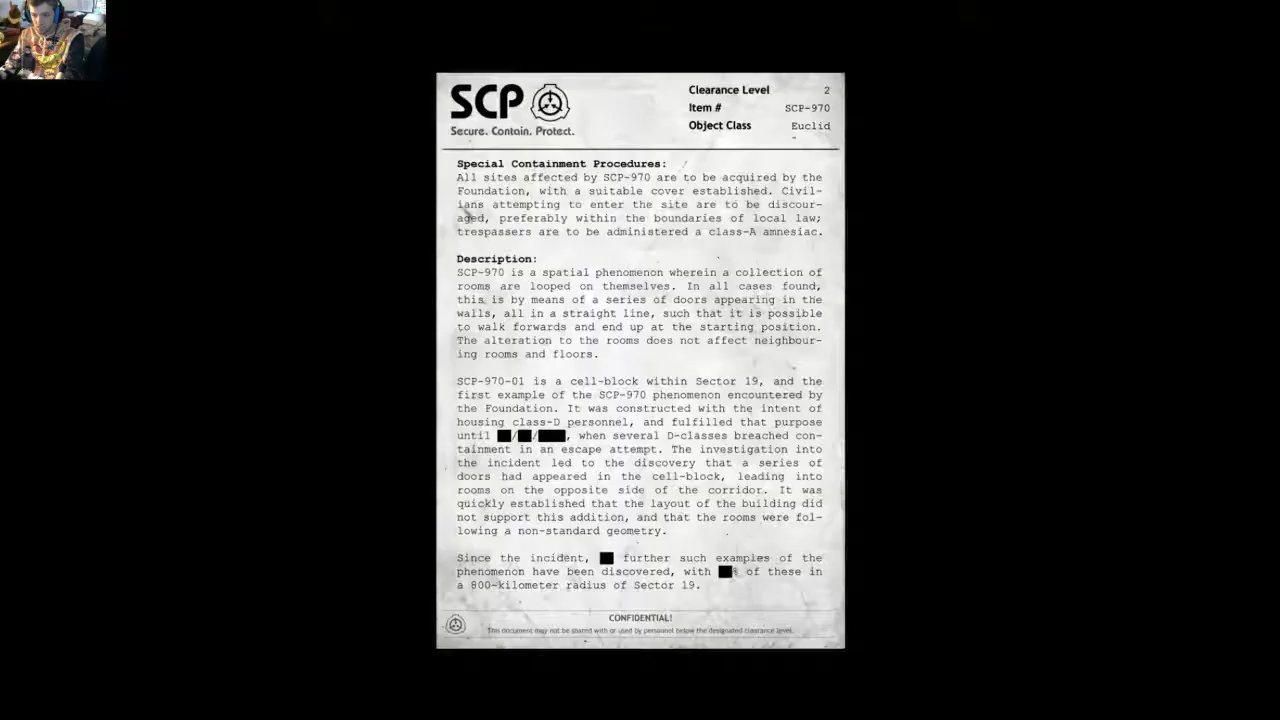 SCP
Secure. Contain. Protect.
Clearance Level 2
Item # SCP-970
Object Class Euclid
Special Containment Procedures:
All sites affected by SCP-970 are to be acquired by the
Foundation, with a suitable cover established. Civil-
ians attempting to enter the site are to be discour-
aged, preferably within the boundaries of local law;
trespassers are to be administered a class-A amnesiac.
Description:
SCP-970 is a spatial phenomenon wherein a collection of
rooms are looped on themselves. In all cases found,
this is by means of a series of doors appearing in the
walls, all in a straight line, such that it is possible
to walk forwards and end up at the starting position.
The alteration to the rooms does not affect neighbour-
ing rooms and floors.
SCP-970-01 is a cell-block within Sector 19, and the
first example of the SCP-970 phenomenon encountered by
the Foundation. It was constructed with the intent of
housing class-D personnel, and fulfilled that purpose
until ██/██/████, when several D-classes breached con-
tainment in an escape attempt. The investigation into
the incident led to the discovery that a series of
doors had appeared in the cell-block, leading into
rooms on the opposite side of the corridor. It was
quickly established that the layout of the building did
not support this addition, and that the rooms were fol-
lowing a non-standard geometry.
Since the incident, ██ further such examples of the
phenomenon have been discovered, with ██% of these in
a 800-kilometer radius of Sector 19.
CONFIDENTIAL!
This document may not be shared with or used by personnel below the designated clearance level.